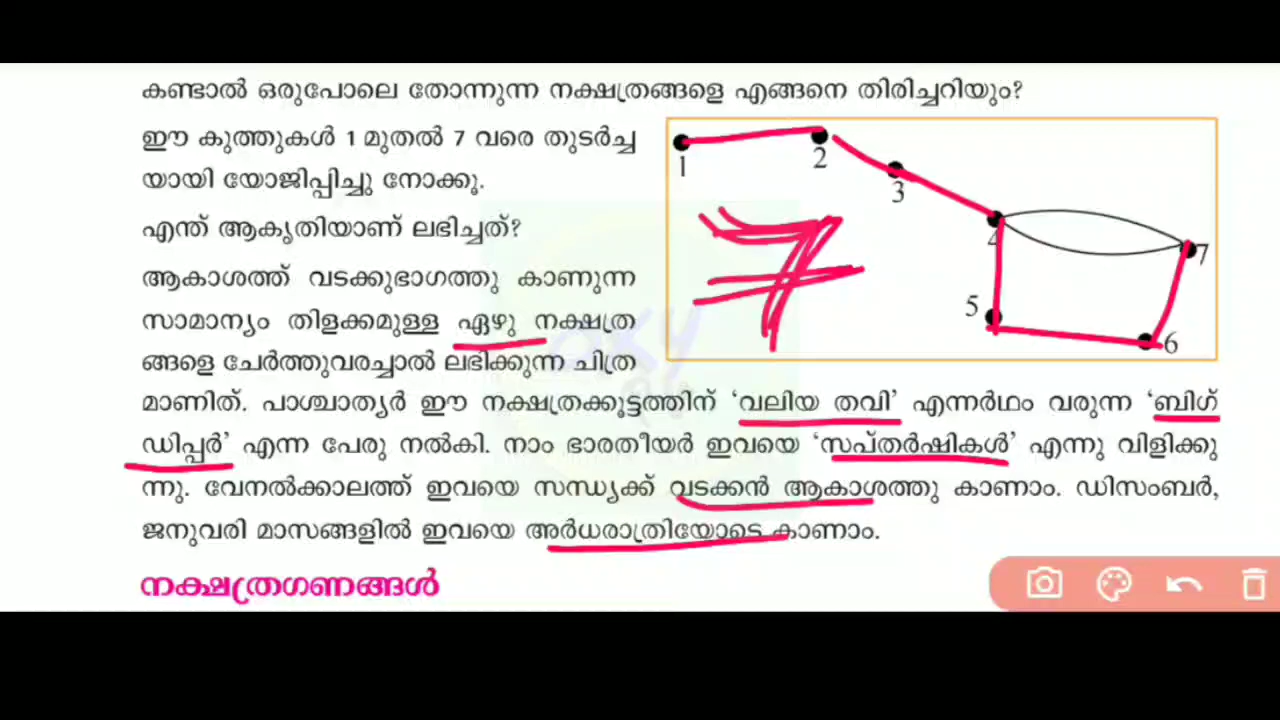 കണ്ടാൽ ഒരുപോലെ തോന്നുന്ന നക്ഷത്രങ്ങളെ എങ്ങനെ തിരിച്ചറിയും?
ഈ കുത്തുകൾ 1 മുതൽ 7 വരെ തുടർച്ച
യായി യോജിപ്പിച്ചു നോക്കൂ.
എന്ത് ആകൃതിയാണ് ലഭിച്ചത്?
ആകാശത്ത് വടക്കുഭാഗത്തു കാണുന്ന
സാമാന്യം തിളക്കമുള്ള ഏഴു നക്ഷത്ര
ങ്ങളെ ചേർത്തുവരച്ചാൽ ലഭിക്കുന്ന ചിത്ര
മാണിത്. പാശ്ചാത്യർ ഈ നക്ഷത്രക്കൂട്ടത്തിന് ‘വലിയ തവി’ എന്നർഥം വരുന്ന ‘ബിഗ്
ഡിപ്പർ’ എന്ന പേരു നൽകി. നാം ഭാരതീയർ ഇവയെ ‘സപ്തർഷികൾ’ എന്നു വിളിക്കു
ന്നു. വേനൽക്കാലത്ത് ഇവയെ സന്ധ്യക്ക് വടക്കൻ ആകാശത്തു കാണാം. ഡിസംബർ,
ജനുവരി മാസങ്ങളിൽ ഇവയെ അർധരാത്രിയോടെ കാണാം.
നക്ഷത്രഗണങ്ങൾ
1
2
3
4
5
6
7
7